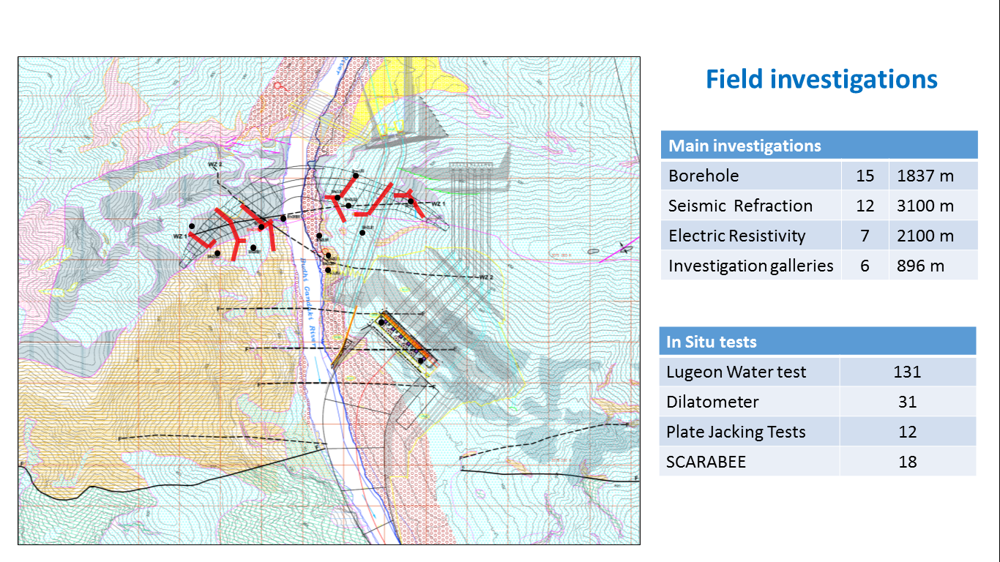 Field investigations
Main investigations
Borehole 15 1837 m
Seismic Refraction 12 3100 m
Electric Resistivity 7 2100 m
Investigation galleries 6 896 m
In Situ tests
Lugeon Water test 131
Dilatometer 31
Plate Jacking Tests 12
SCARABEE 18
River
WZ 2
WZ 1
WZ 1
WZ 2
Budhi Gandaki River
F
F
F
F
F
F
F
F
F
F
F